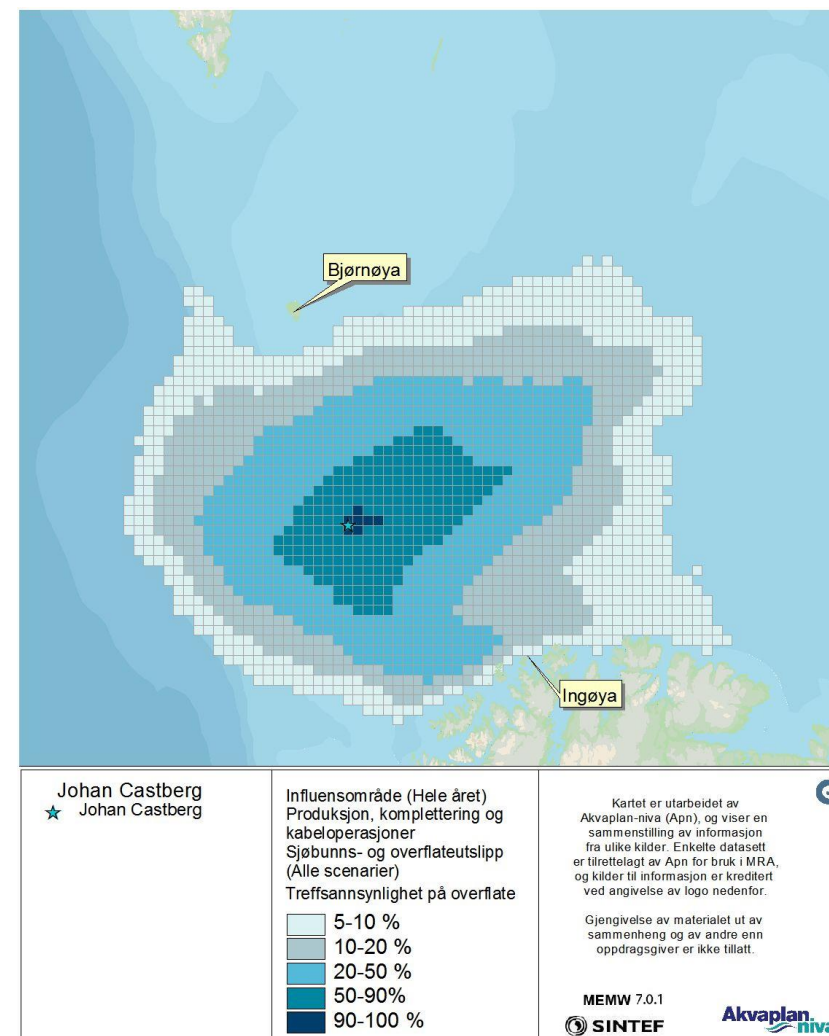 Bjørnøya
Ingøya
Johan Castberg
Johan Castberg
Influensområde (Hele året)
Produksjon, komplettering og
kabeloperasjoner
Sjøbunns- og overflateutslipp
(Alle scenarier)
Treffsannsynlighet på overflate
5-10 %
10-20 %
20-50 %
50-90%
90-100 %
Kartet er utarbeidet av
Akvaplan-niva (Apn), og viser en
sammenstilling av informasjon
fra ulike kilder. Enkelte datasett
er tilrettelagt av Apn for bruk i MRA,
og kilder til informasjon er kreditert
ved angivelse av logo nedenfor.
Gjengivelse av materialet ut av
sammenheng og av andre enn
oppdragsgiver er ikke tillatt.
MEMW 7.0.1
SINTEF
Akvaplan
niva